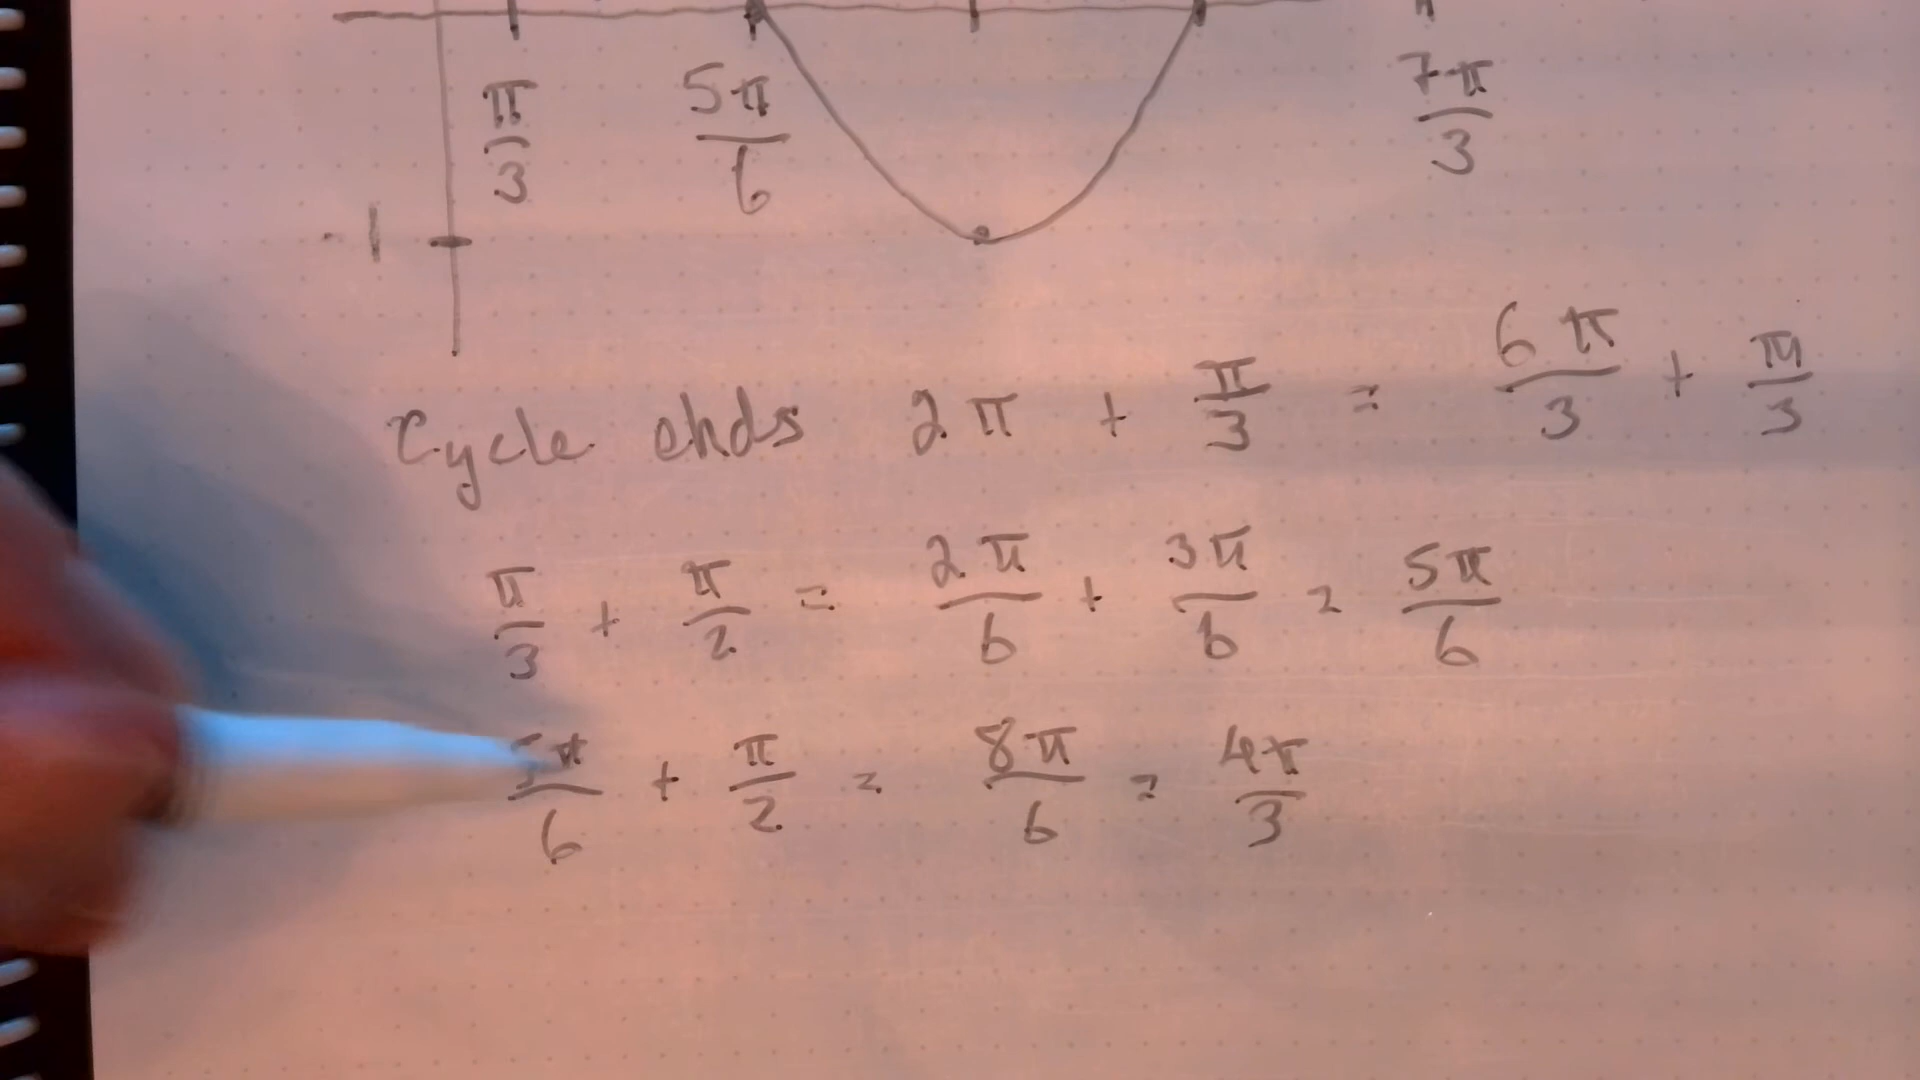 π/3 5π/6 7π/3
-1
Cycle ends 2π + π/3 = 6π/3 + π/3
π/3 + π/2 = 2π/6 + 3π/6 = 5π/6
5π/6 + π/2 = 8π/6 = 4π/3